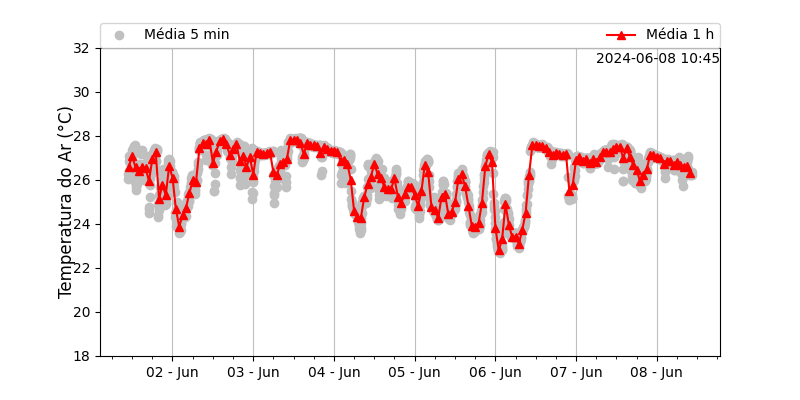 Média 5 min
Média 1 h
2024-06-08 10:45
Temperatura do Ar (°C)
32
30
28
26
24
22
20
18
02 - Jun
03 - Jun
04 - Jun
05 - Jun
06 - Jun
07 - Jun
08 - Jun